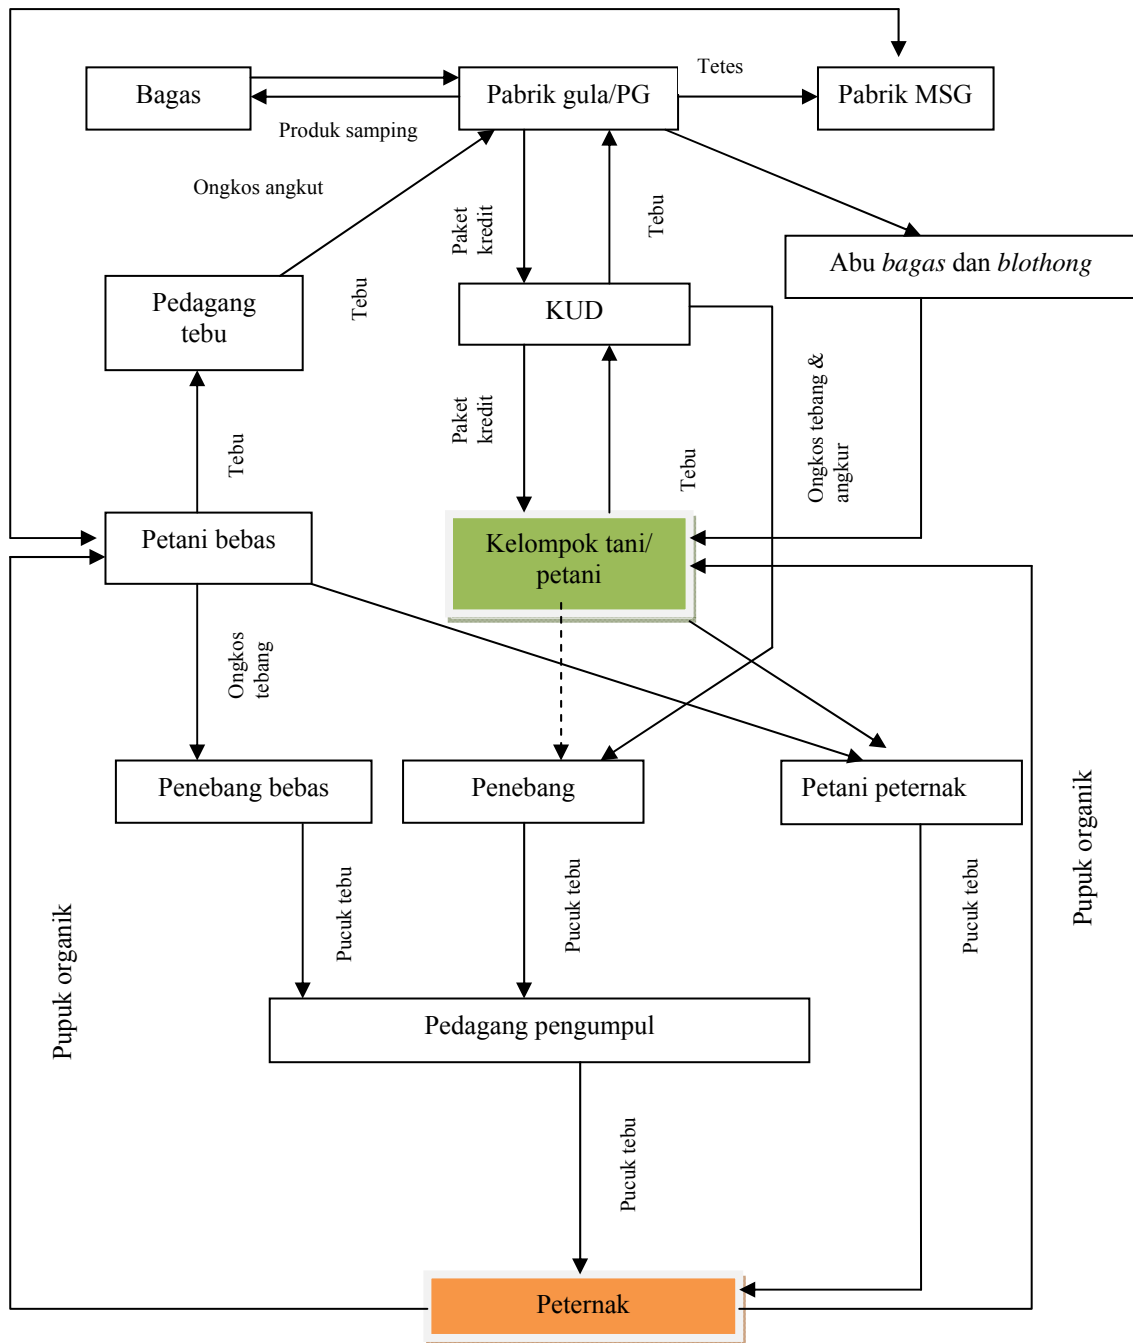 Tetes
Bagas
Pabrik gula/PG
Pabrik MSG
Produk samping
Ongkos angkut
Paket
kredit
Tebu
Abu bagas dan blothong
Pedagang
tebu
Tebu
KUD
Ongkos tebang &
angkur
Paket
kredit
Tebu
Tebu
Petani bebas
Kelompok tani/
petani
Ongkos
tebang
Penebang bebas
Penebang
Petani peternak
Pupuk organik
Pucuk tebu
Pucuk tebu
Pucuk tebu
Pupuk organik
Pedagang pengumpul
Pucuk tebu
Peternak